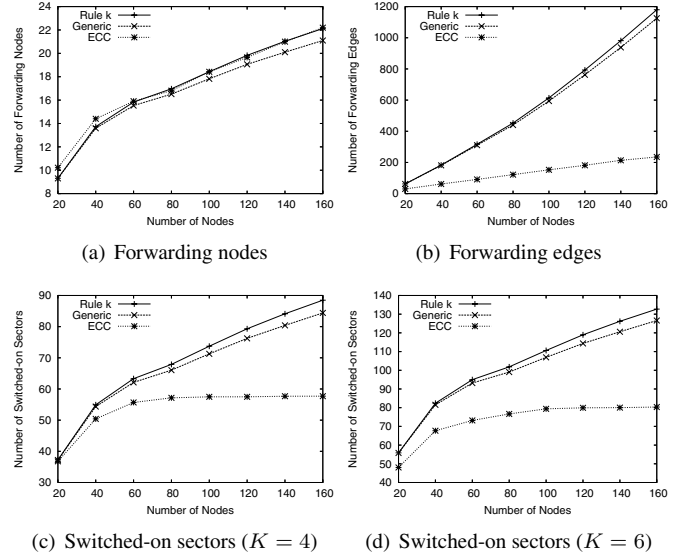 24
22
20
18
16
14
12
10
8
20 40 60 80 100 120 140 160
Number of Forwarding Nodes
Number of Nodes
Rule k
Generic
ECC
(a) Forwarding nodes
1200
1000
800
600
400
200
0
20 40 60 80 100 120 140 160
Number of Forwarding Edges
Number of Nodes
Rule k
Generic
ECC
(b) Forwarding edges
90
80
70
60
50
40
30
20 40 60 80 100 120 140 160
Number of Switched-on Sectors
Number of Nodes
Rule k
Generic
ECC
(c) Switched-on sectors (K = 4)
140
130
120
110
100
90
80
70
60
50
40
20 40 60 80 100 120 140 160
Number of Switched-on Sectors
Number of Nodes
Rule k
Generic
ECC
(d) Switched-on sectors (K = 6)